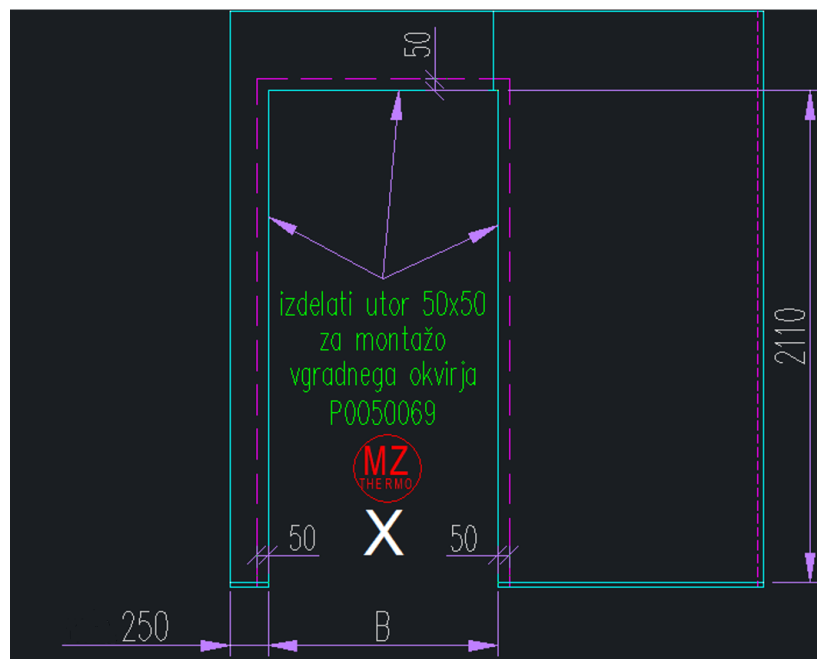 50
izdelati utor 50x50
za montažo
vgradnega okvirja
P0050069
MZ
THERMO
X
50
50
2110
250
B